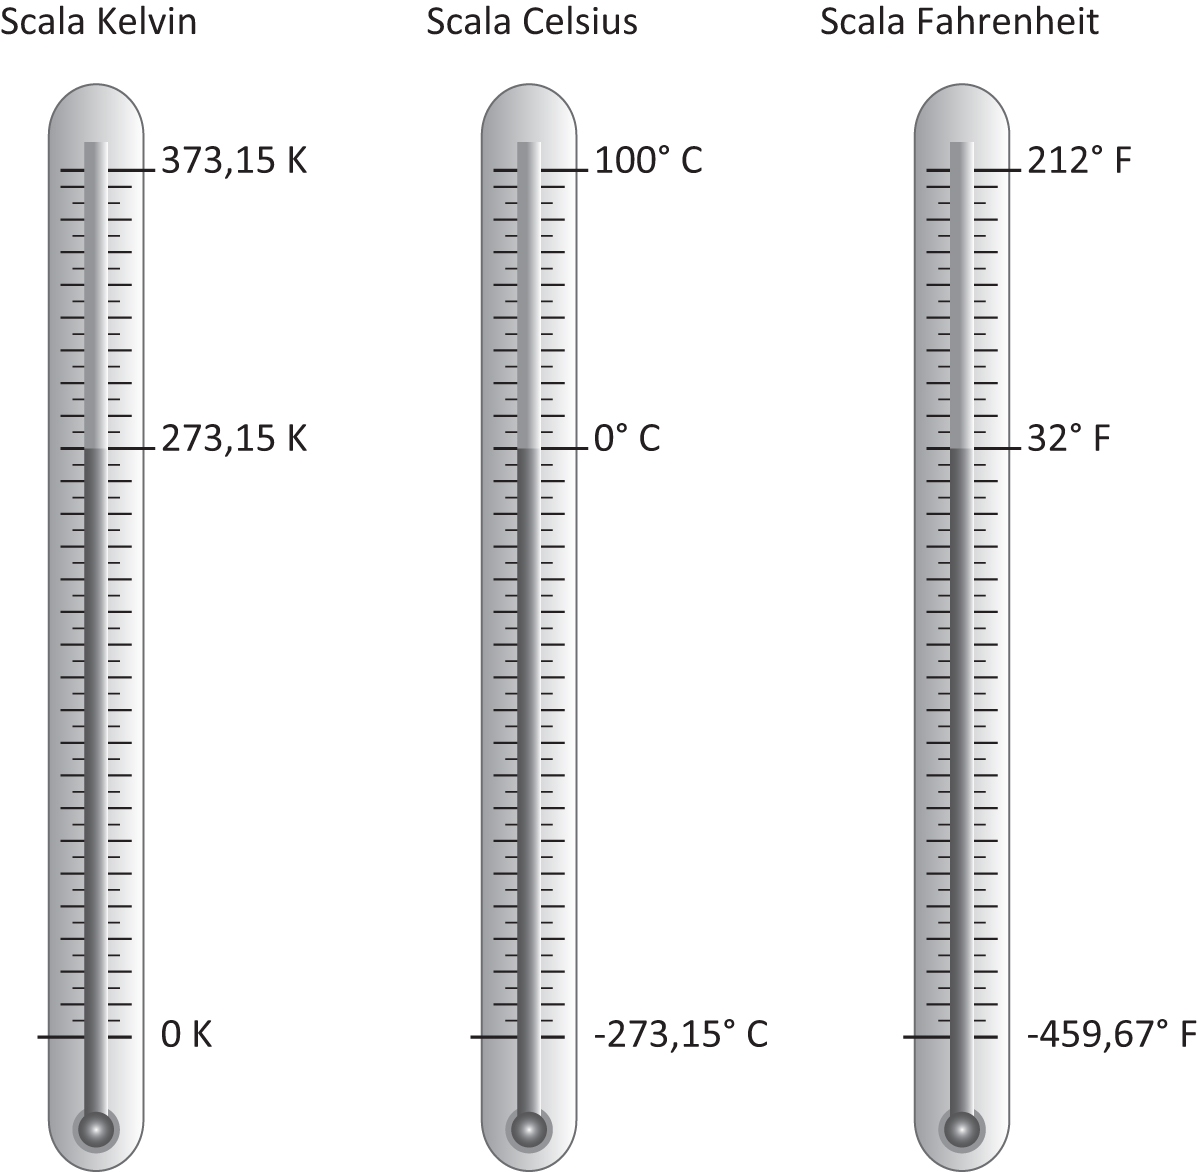 Scala Kelvin
373,15 K
273,15 K
0 K
Scala Celsius
100° C
0° C
-273,15° C
Scala Fahrenheit
212° F
32° F
-459,67° F